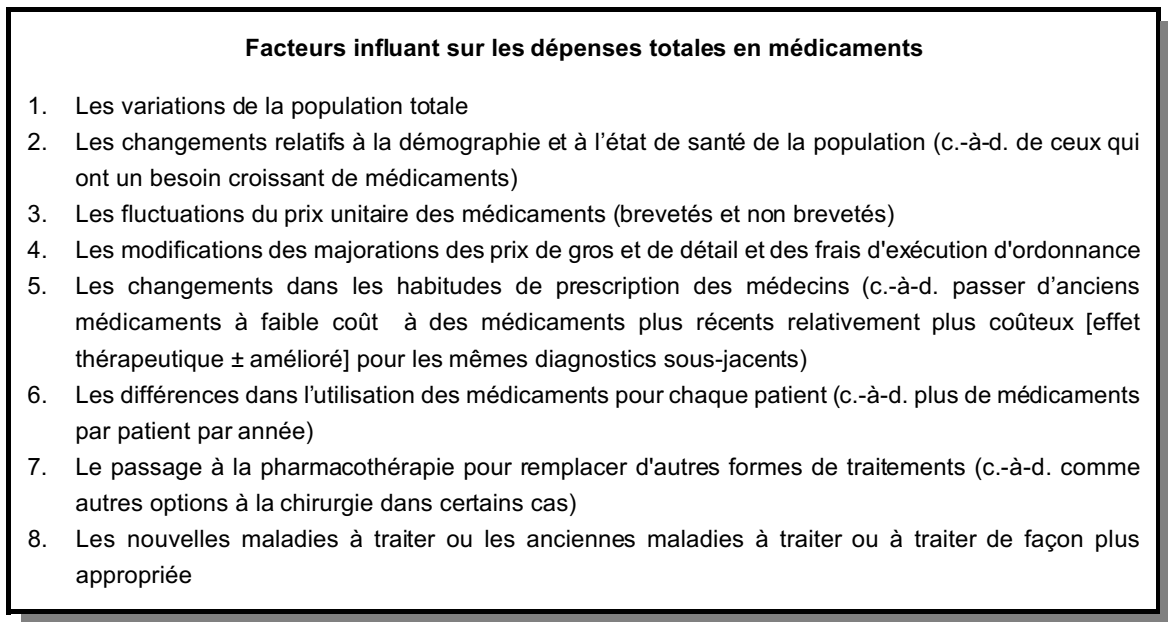 Facteurs influant sur les dépenses totales en médicaments
1. Les variations de la population totale
2. Les changements relatifs à la démographie et à l’état de santé de la population (c.-à-d. de ceux qui
ont un besoin croissant de médicaments)
3. Les fluctuations du prix unitaire des médicaments (brevetés et non brevetés)
4. Les modifications des majorations des prix de gros et de détail et des frais d'exécution d'ordonnance
5. Les changements dans les habitudes de prescription des médecins (c.-à-d. passer d’anciens
médicaments à faible coût à des médicaments plus récents relativement plus coûteux [effet
thérapeutique ± amélioré] pour les mêmes diagnostics sous-jacents)
6. Les différences dans l’utilisation des médicaments pour chaque patient (c.-à-d. plus de médicaments
par patient par année)
7. Le passage à la pharmacothérapie pour remplacer d'autres formes de traitements (c.-à-d. comme
autres options à la chirurgie dans certains cas)
8. Les nouvelles maladies à traiter ou les anciennes maladies à traiter ou à traiter de façon plus
appropriée